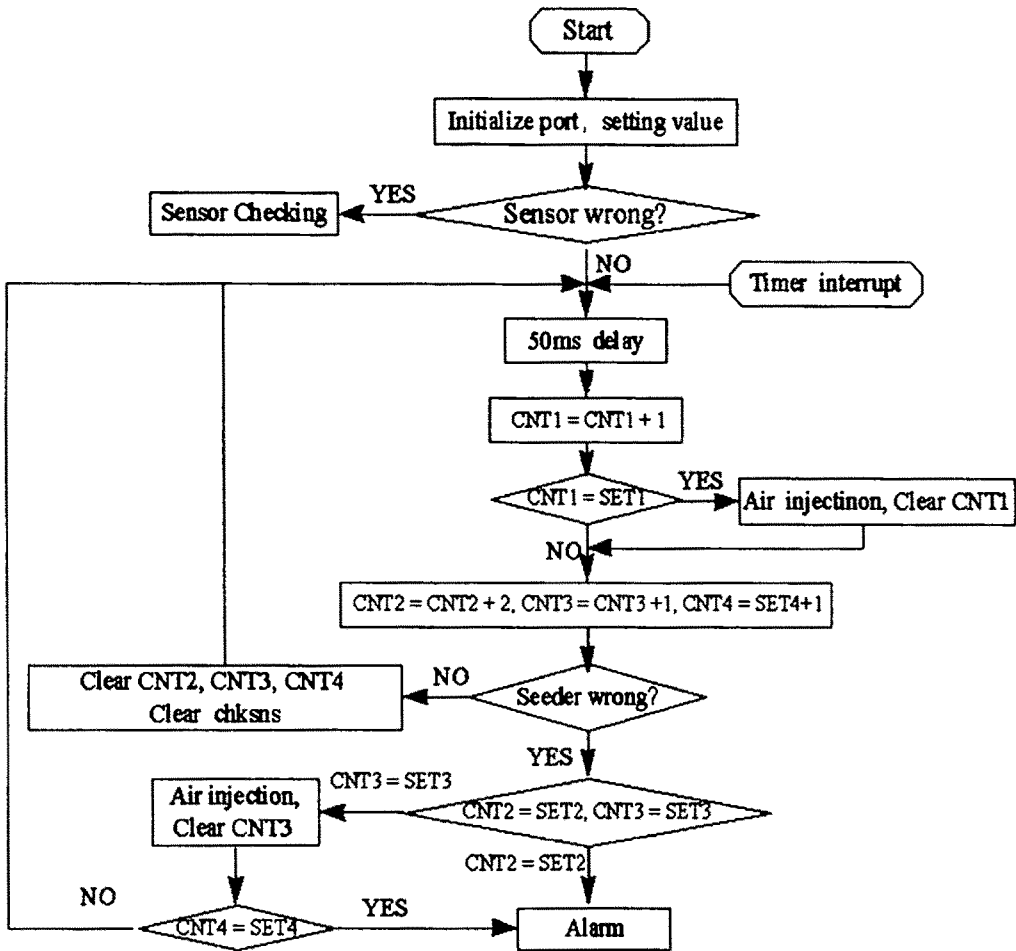 Start
Initialize port, setting value
YES
Sensor Checking
Sensor wrong?
NO
Timer interrupt
50ms delay
CNT1 = CNT1 + 1
CNT1 = SET1
YES
Air injectinon, Clear CNT1
NO
CNT2 = CNT2 + 2, CNT3 = CNT3 +1, CNT4 = SET4+1
Clear CNT2, CNT3, CNT4
Clear chksns
NO
Seeder wrong?
YES
CNT3 = SET3
Air injection,
Clear CNT3
CNT2 = SET2, CNT3 = SET3
CNT2 = SET2
NO
CNT4 = SET4
YES
Alarm